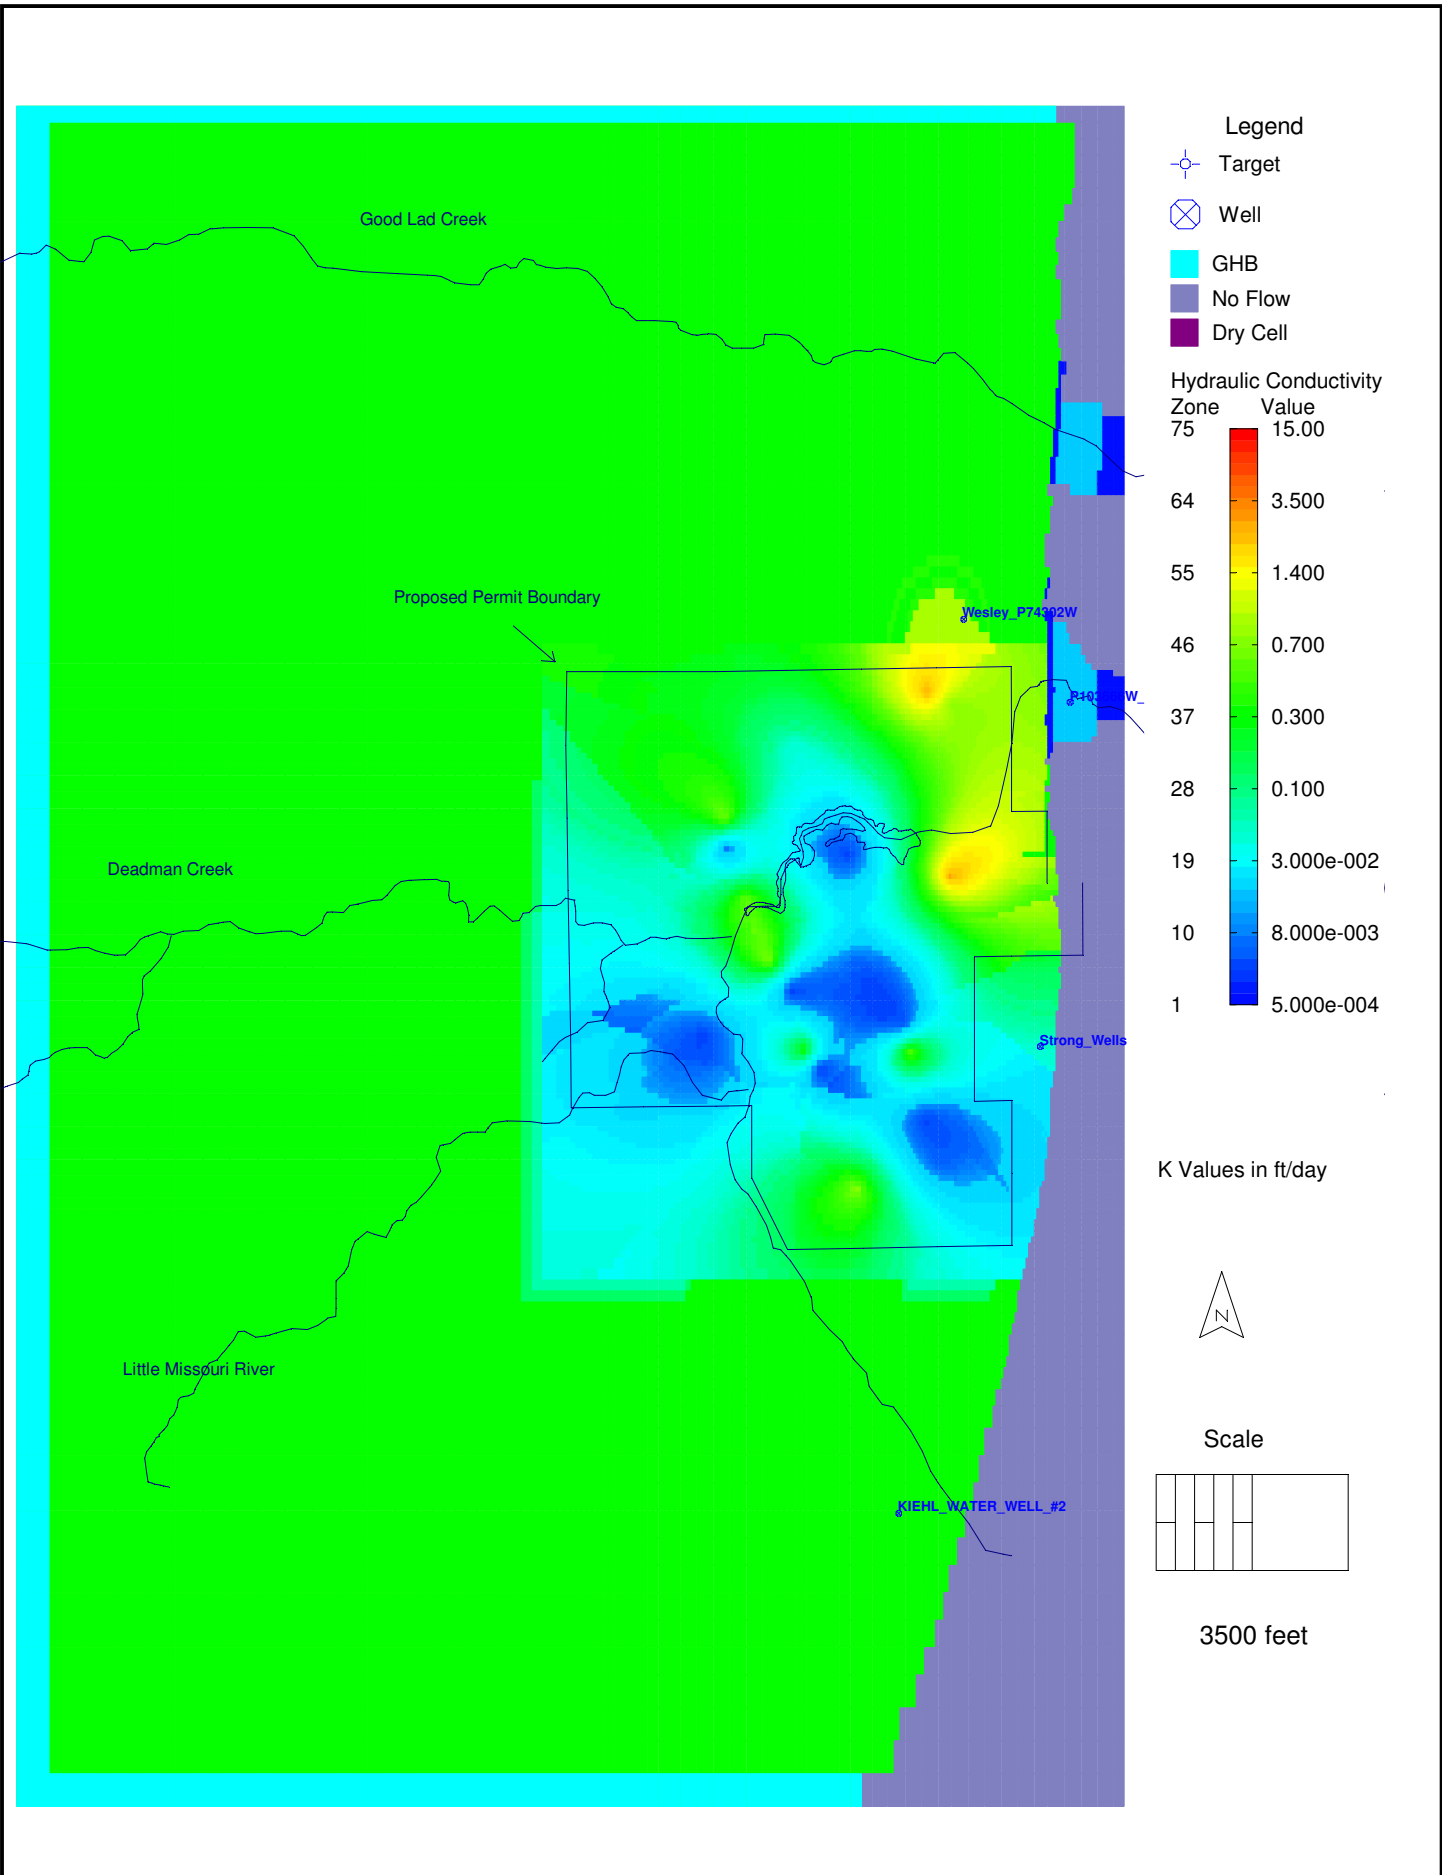 Legend
Target
Well
GHB
No Flow
Dry Cell
Hydraulic Conductivity
Zone Value
75 15.00
64 3.500
55 1.400
46 0.700
37 0.300
28 0.100
19 3.000e-002
10 8.000e-003
1 5.000e-004
Good Lad Creek
Proposed Permit Boundary
Wesley_P74302W
Deadman Creek
Strong_Wells
K Values in ft/day
N
Little Missouri River
Scale
KIEHL_WATER_WELL_#2
3500 feet